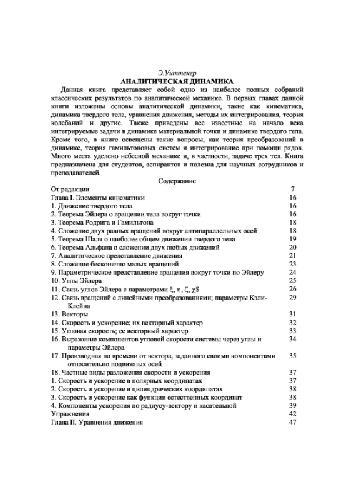 Э.Уиттекер
АНАЛИТИЧЕСКАЯ ДИНАМИКА
Данная книга представляет собой одно из наиболее полных собраний
классических результатов по аналитической механике. В первых главах данной
книги изложены основы аналитической динамики, такие как кинематика,
динамика твердого тела, уравнения движения, методы их интегрирования, теория
колебаний и другие. Также приведены все известные на начало века
интегрируемые задачи в динамике материальной точки и динамике твердого тела.
Кроме того, в книге освещены такие вопросы, как теория преобразований в
динамике, теория гамильтоновых систем и интегрирование при помощи рядов.
Много места уделено небесной механике и, в частности, задаче трех тел. Книга
предназначена для студентов, аспирантов и полезна для научных сотрудников и
преподавателей.
Содержание
От редакции 7
Глава I. Элементы кинематики 16
1. Движение твердого тела 16
2. Теорема Эйлера о вращении тела вокруг точки 16
3. Теорема Родрига и Гамильтона 18
4. Сложение двух равных вращений вокруг антипараллельных осей 18
5. Теорема Шаля о наиболее общем движении твердого тела 19
6. Теорема Альфана о сложении двух любых движений 20
7. Аналитическое представление движения 21
8. Сложение бесконечно малых вращений 23
9. Параметрическое представление вращения вокруг точки по Эйлеру 24
10. Углы Эйлера 25
11. Связь углов Эйлера с параметрами ξ, η, ζ, χ 26
12. Связь вращений с линейными преобразованиями; параметры Кэли- 29
Клейна
13. Векторы 31
14. Скорость и ускорение; их векторный характер 32
15. Угловая скорость; ее векторный характер 33
16. Выражение компонентов угловой скорости системы через углы и 34
параметры Эйлера
17. Производная по времени от вектора, заданного своими компонентами 35
относительно подвижных осей
18. Частные виды разложения скорости и ускорения 37
1. Скорость и ускорение в полярных координатах 37
2. Скорость и ускорение в цилиндрических координатах 38
3. Скорость и ускорение как функции естественных координат 38
4. Компоненты ускорения по радиусу-вектору и касательной 39
Упражнения 42
Глава II. Уравнения движения 47